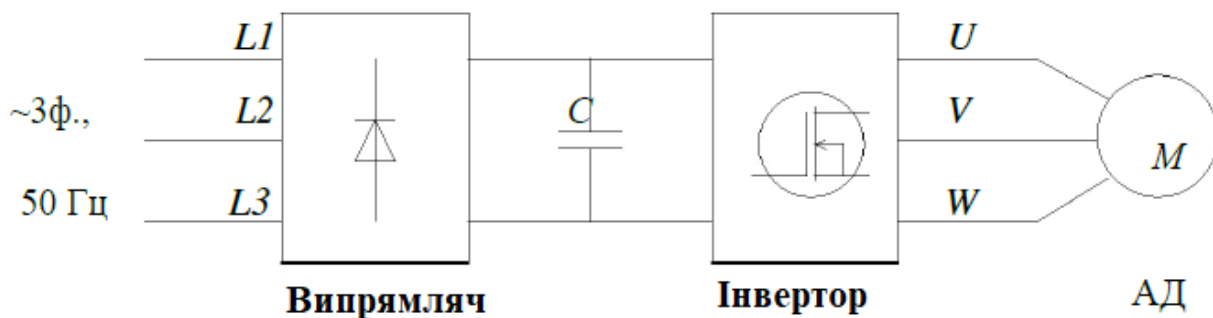 L1
U
~3ф.,
L2
C
V
M
50 Гц
L3
W
Випрямляч
Інвертор
АД